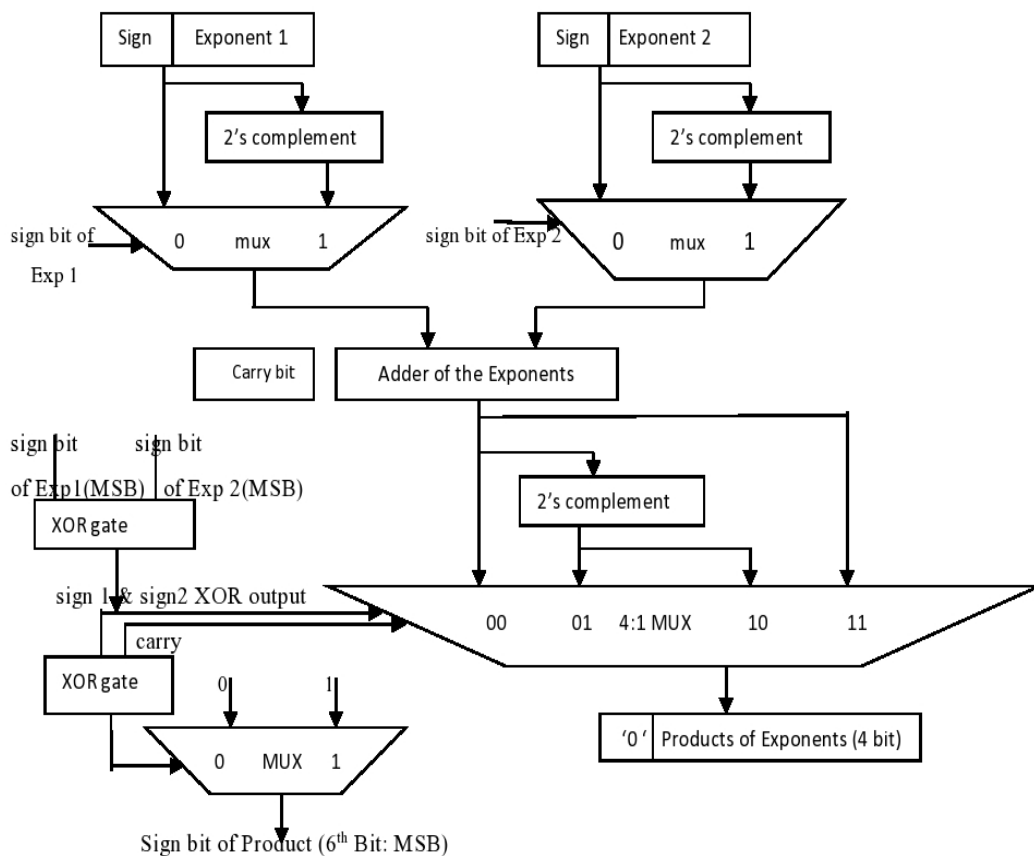 Sign Exponent 1
Sign Exponent 2
2's complement
2's complement
sign bit of
Exp 1
0 mux 1
sign bit of Exp 2
0 mux 1
Carry bit
Adder of the Exponents
sign bit
of Exp1(MSB)
sign bit
of Exp 2(MSB)
XOR gate
2's complement
sign 1 & sign2 XOR output
carry
00 01 4:1 MUX 10 11
XOR gate
0 1
0 MUX 1
'0' Products of Exponents (4 bit)
Sign bit of Product (6th Bit: MSB)